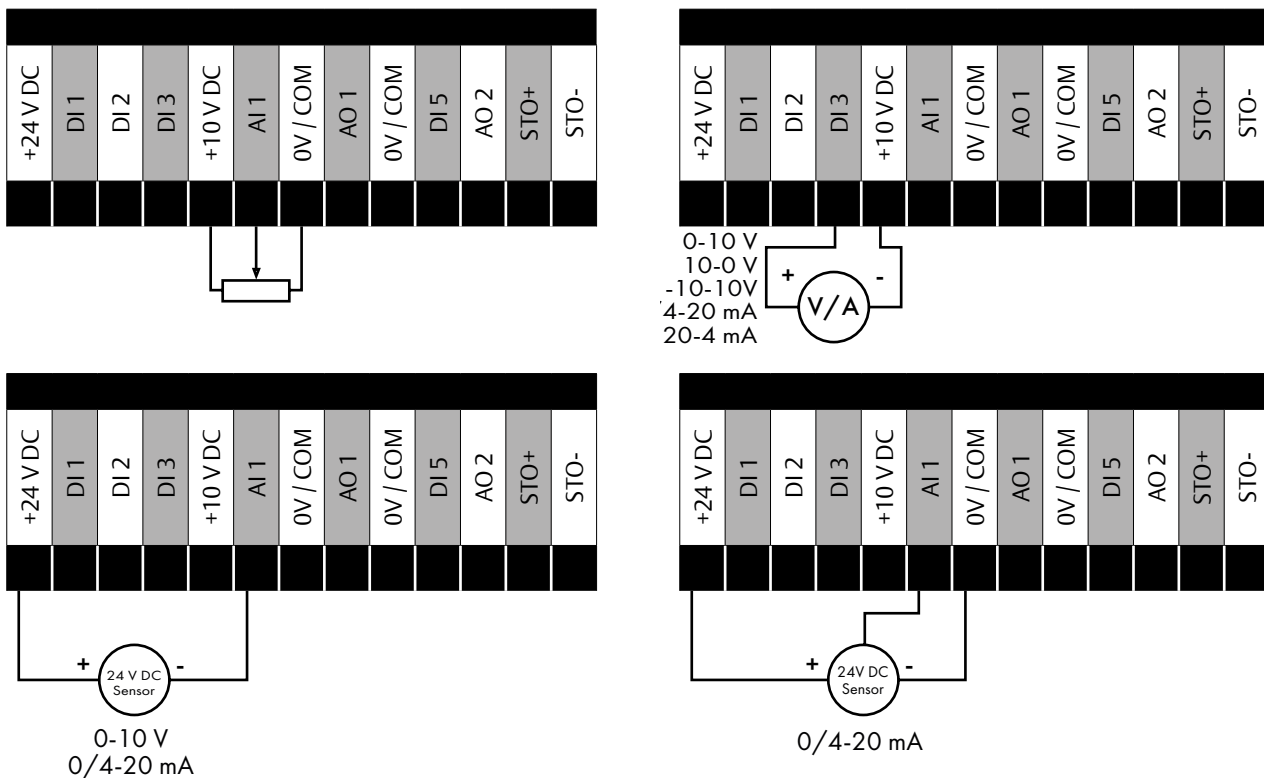 +24 V DC
DI 1
DI 2
DI 3
+10 V DC
AI 1
0V / COM
AO 1
0V / COM
DI 5
AO 2
STO+
STO-
+24 V DC
DI 1
DI 2
DI 3
+10 V DC
AI 1
0V / COM
AO 1
0V / COM
DI 5
AO 2
STO+
STO-
0-10 V
10-0 V
-10-10V
4-20 mA
20-4 mA
+
-
V/A
+24 V DC
DI 1
DI 2
DI 3
+10 V DC
AI 1
0V / COM
AO 1
0V / COM
DI 5
AO 2
STO+
STO-
+
-
24 V DC
Sensor
0-10 V
0/4-20 mA
+24 V DC
DI 1
DI 2
DI 3
+10 V DC
AI 1
0V / COM
AO 1
0V / COM
DI 5
AO 2
STO+
STO-
+
-
24V DC
Sensor
0/4-20 mA